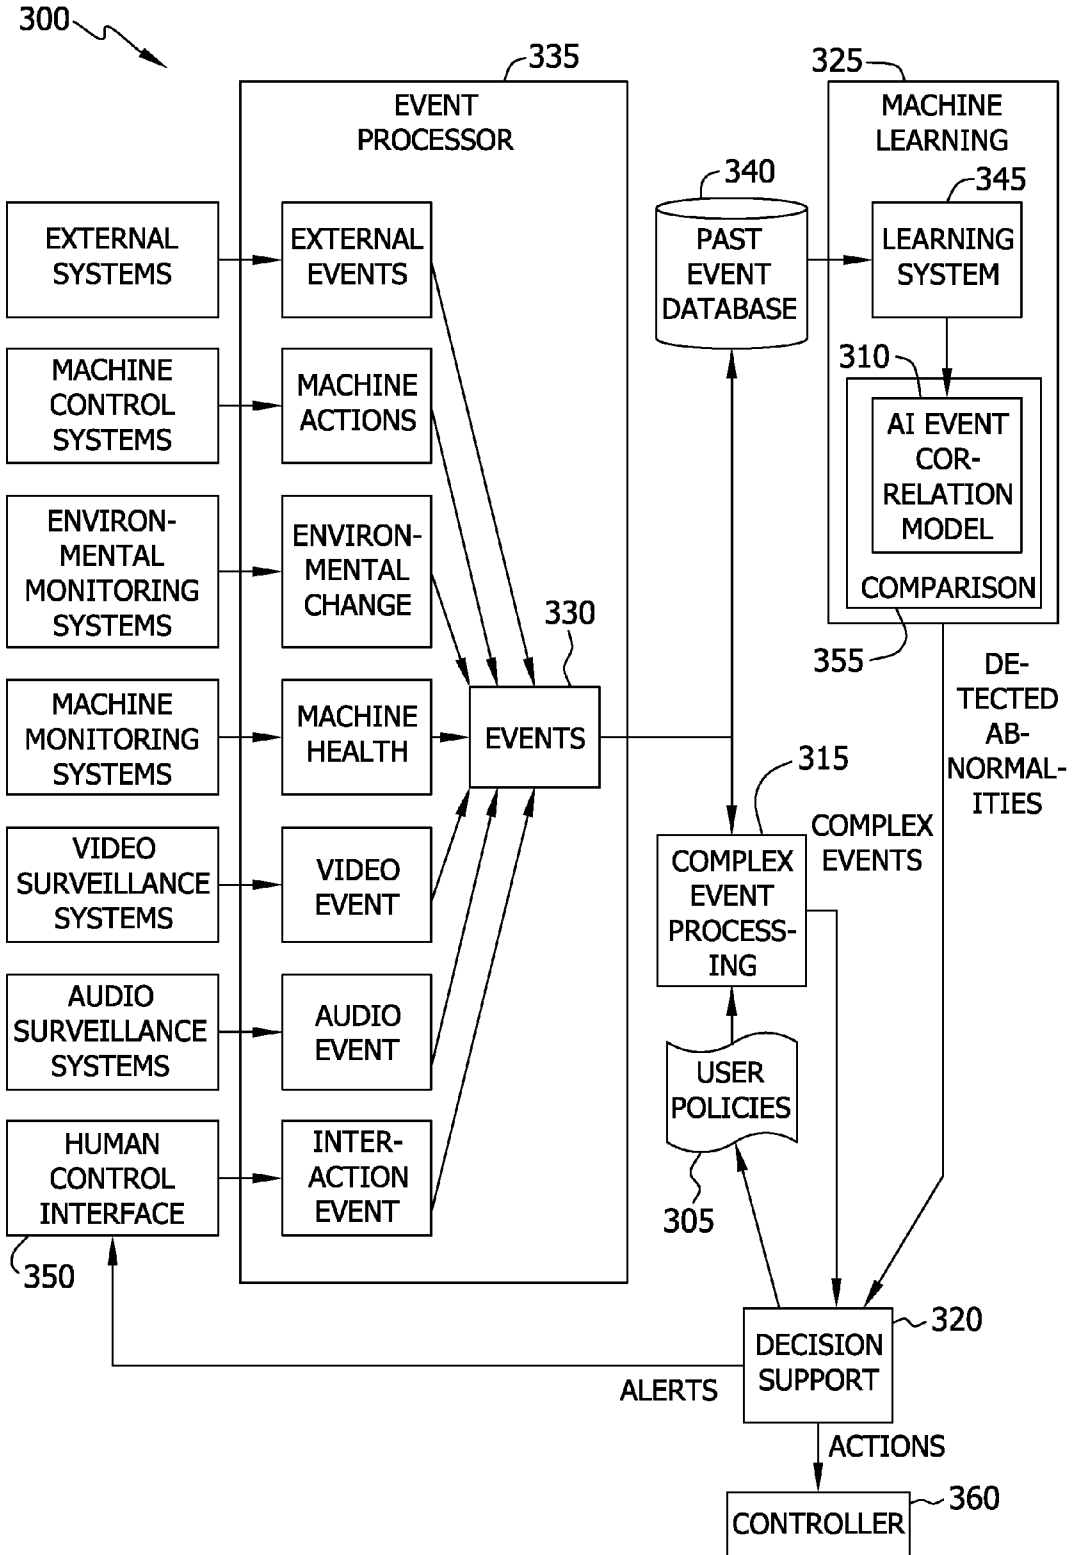 300
335
EVENT
PROCESSOR
325
MACHINE
LEARNING
340
345
EXTERNAL
SYSTEMS
EXTERNAL
EVENTS
PAST
EVENT
DATABASE
LEARNING
SYSTEM
MACHINE
CONTROL
SYSTEMS
MACHINE
ACTIONS
310
AI EVENT
COR-
RELATION
MODEL
COMPARISON
ENVIRON-
MENTAL
MONITORING
SYSTEMS
ENVIRON-
MENTAL
CHANGE
330
355
DE-
TECTED
AB-
NORMAL-
ITIES
MACHINE
MONITORING
SYSTEMS
MACHINE
HEALTH
EVENTS
315
COMPLEX
EVENTS
VIDEO
SURVEILLANCE
SYSTEMS
VIDEO
EVENT
COMPLEX
EVENT
PROCESS-
ING
AUDIO
SURVEILLANCE
SYSTEMS
AUDIO
EVENT
USER
POLICIES
305
HUMAN
CONTROL
INTERFACE
350
INTER-
ACTION
EVENT
320
DECISION
SUPPORT
ALERTS
ACTIONS
360
CONTROLLER